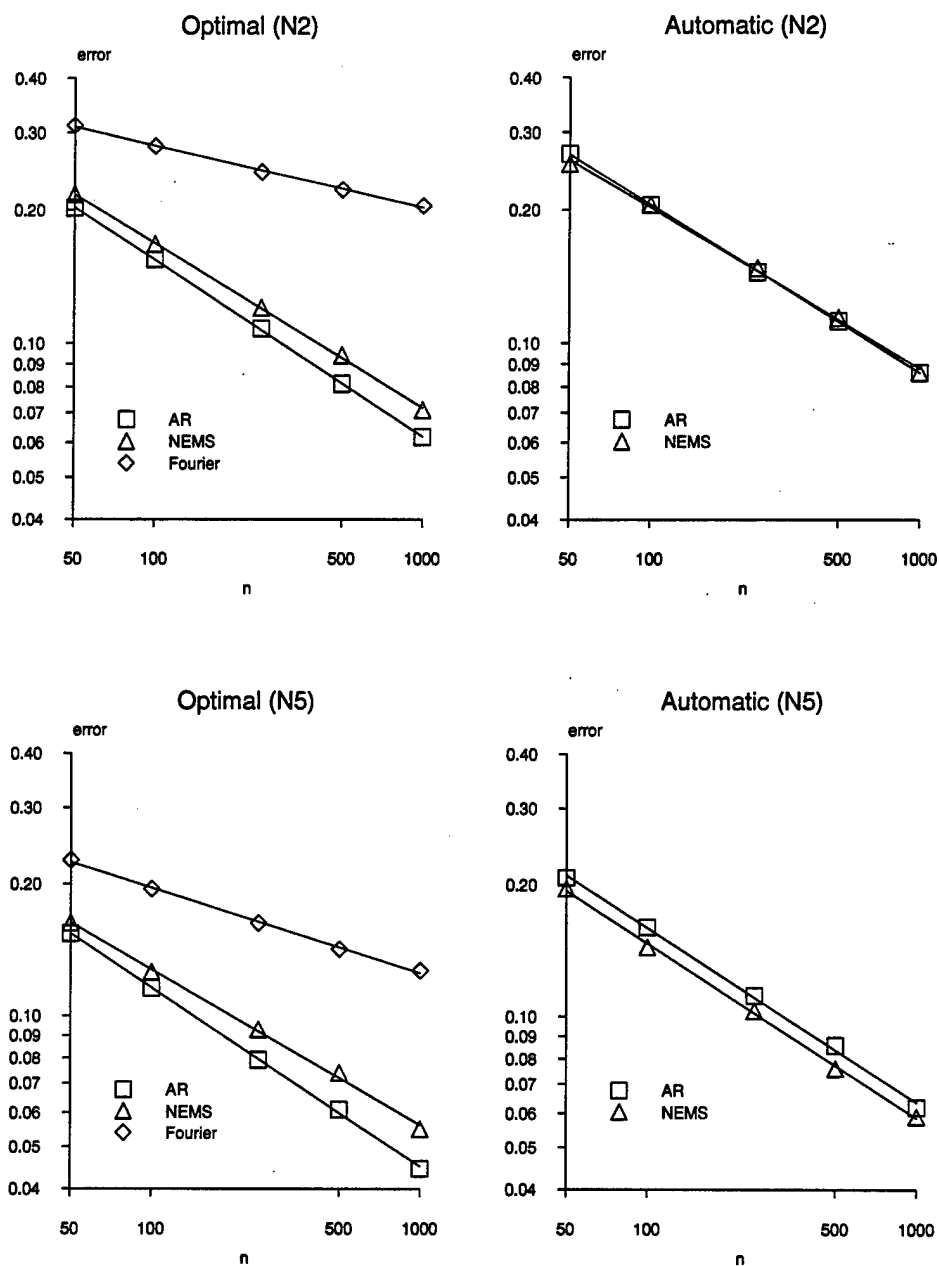 Optimal (N2)
error
0.40
0.30
0.20
0.10
0.09
0.08
0.07
0.06
0.05
0.04
AR
NEMS
Fourier
50 100 500 1000
n
Automatic (N2)
error
0.40
0.30
0.20
0.10
0.09
0.08
0.07
0.06
0.05
0.04
AR
NEMS
50 100 500 1000
n
Optimal (N5)
error
0.40
0.30
0.20
0.10
0.09
0.08
0.07
0.06
0.05
0.04
AR
NEMS
Fourier
50 100 500 1000
n
Automatic (N5)
error
0.40
0.30
0.20
0.10
0.09
0.08
0.07
0.06
0.05
0.04
AR
NEMS
50 100 500 1000
n